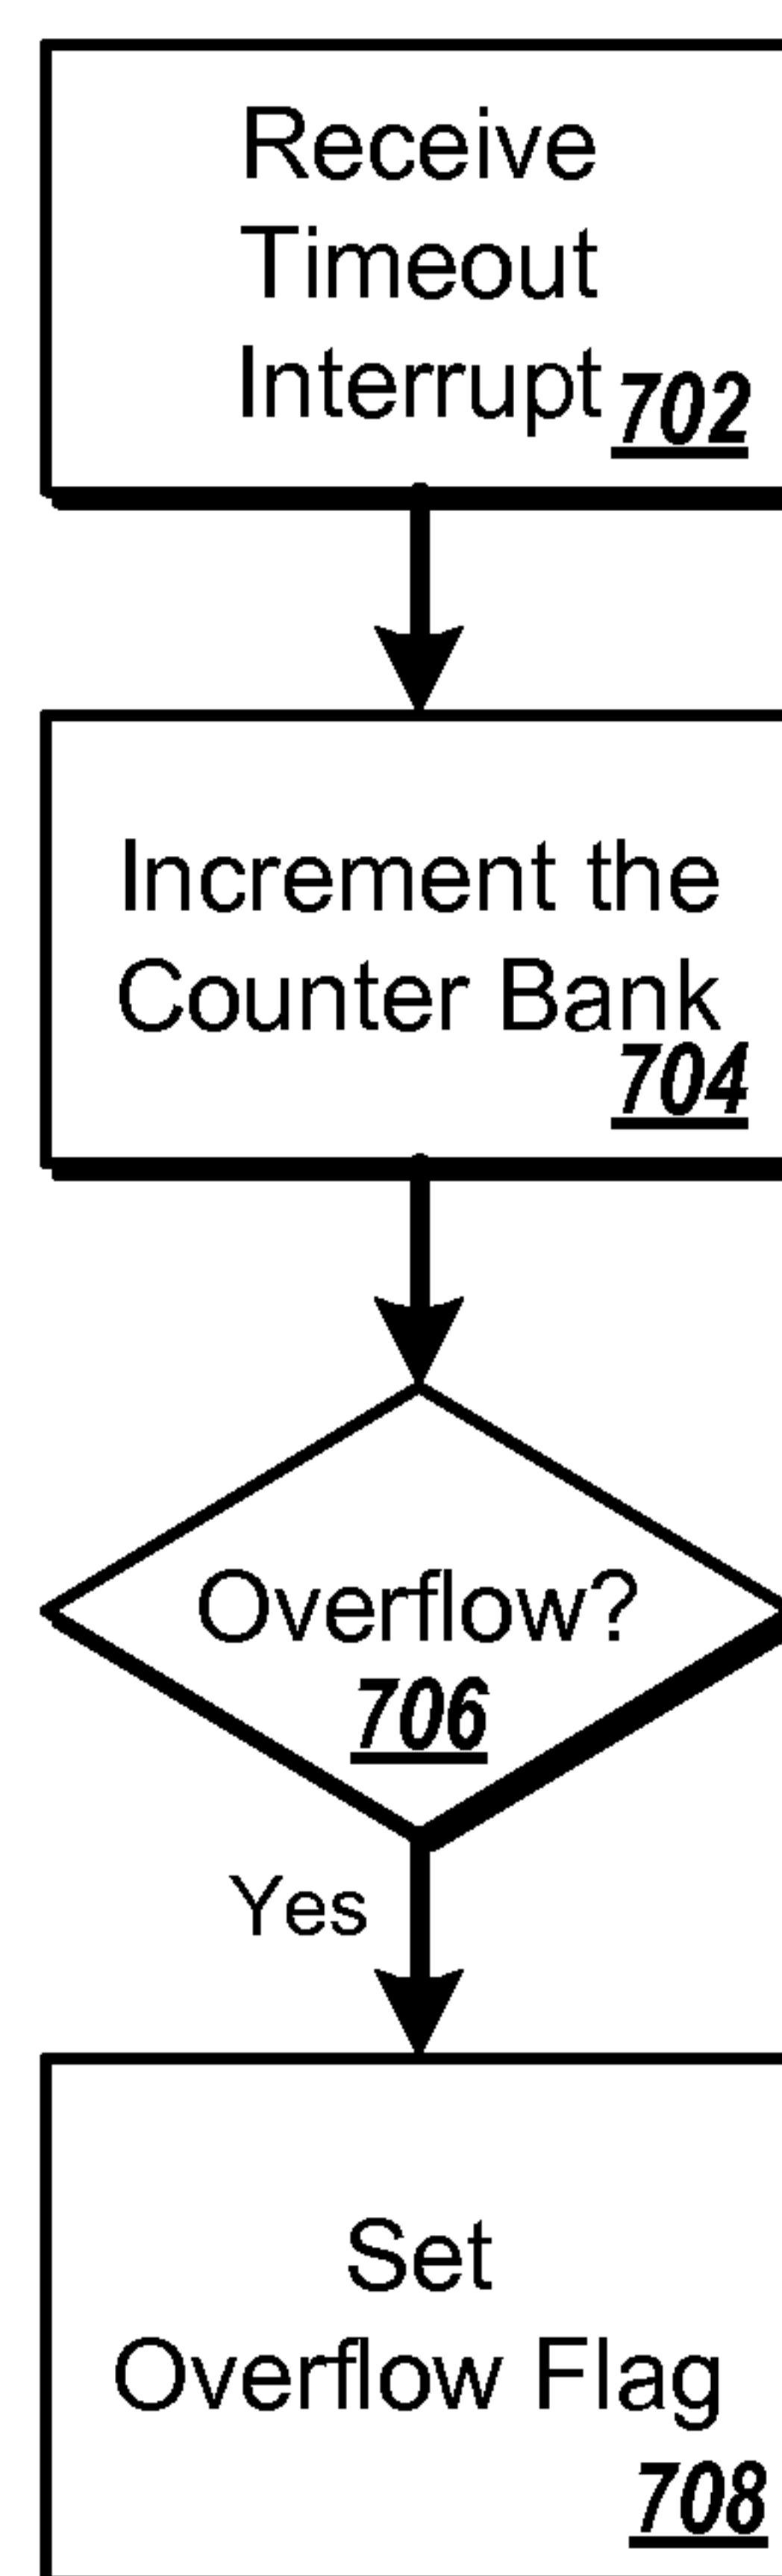 Receive
Timeout
Interrupt 702
Increment the
Counter Bank
704
Overflow?
706
Yes
Set
Overflow Flag
708